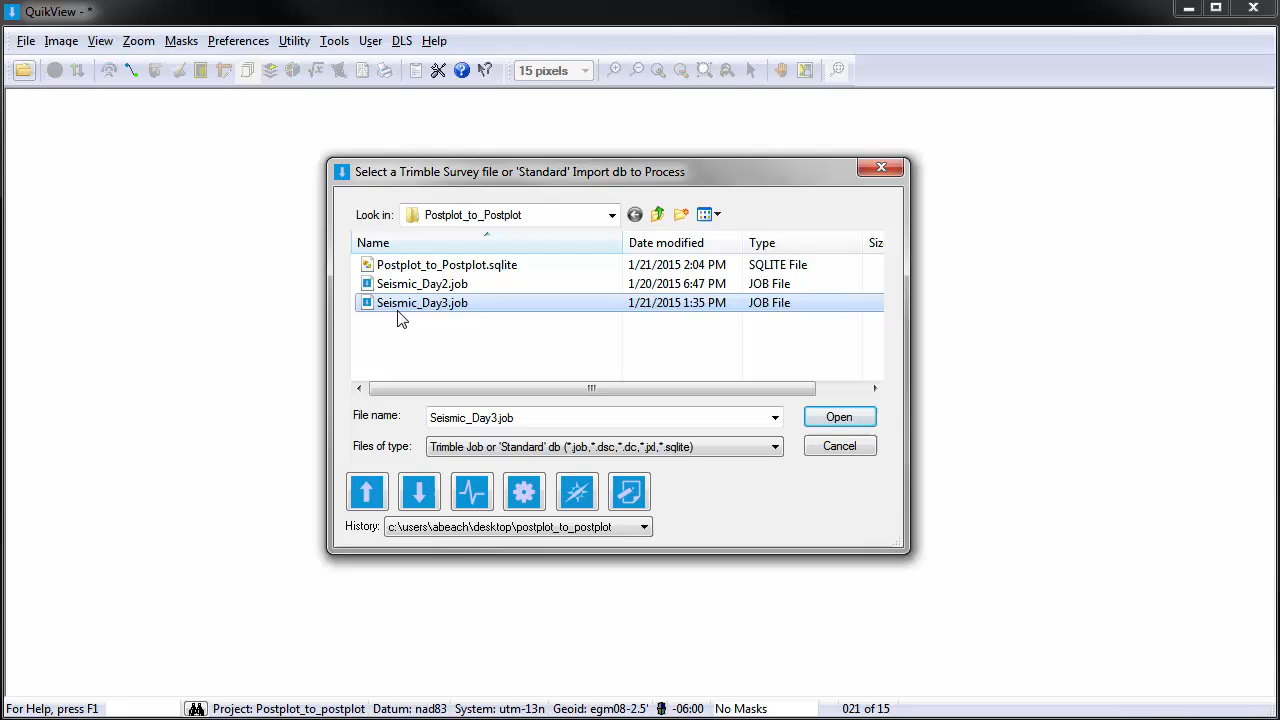 QuikView - *
File Image View Zoom Masks Preferences Utility Tools User DLS Help
15 pixels
Select a Trimble Survey file or 'Standard' Import db to Process
Look in: Postplot_to_Postplot
Name Date modified Type Siz
Postplot_to_Postplot.sqlite 1/21/2015 2:04 PM SQLITE File
Seismic_Day2.job 1/20/2015 6:47 PM JOB File
Seismic_Day3.job 1/21/2015 1:35 PM JOB File
File name: Seismic_Day3.job Open
Files of type: Trimble Job or 'Standard' db (*.job,*.dsc,*.dc,*.jxl,*.sqlite) Cancel
History: c:\users\abeach\desktop\postplot_to_postplot
For Help, press F1 Project: Postplot_to_postplot Datum: nad83 System: utm-13n Geoid: egm08-2.5' -06:00 No Masks 021 of 15